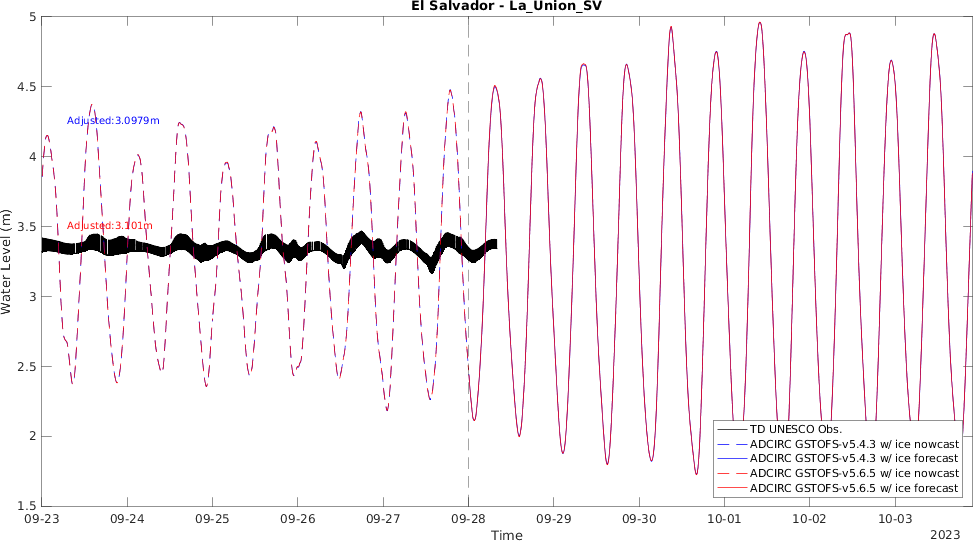 El Salvador - La_Union_SV
Water Level (m)
5
4.5
4
3.5
3
2.5
2
1.5
Adjusted:3.0979m
Adjusted:3.101m
TD UNESCO Obs.
ADCIRC GSTOFS-v5.4.3 w/ ice nowcast
ADCIRC GSTOFS-v5.4.3 w/ ice forecast
ADCIRC GSTOFS-v5.6.5 w/ ice nowcast
ADCIRC GSTOFS-v5.6.5 w/ ice forecast
09-23 09-24 09-25 09-26 09-27 09-28 09-29 09-30 10-01 10-02 10-03
Time
2023